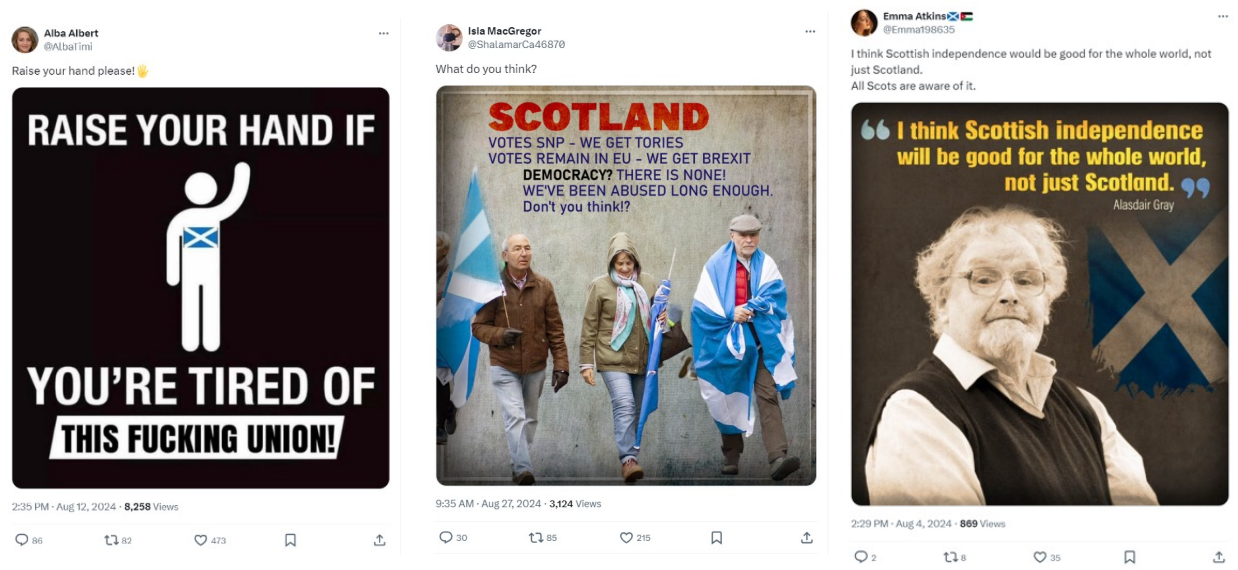 Alba Albert
@AlbaTimi
Raise your hand please!🖐
RAISE YOUR HAND IF
YOU'RE TIRED OF
THIS FUCKING UNION!
2:35 PM · Aug 12, 2024 · 8,258 Views
86 82 473
Isla MacGregor
@ShalamarCa46870
What do you think?
SCOTLAND
VOTES SNP - WE GET TORIES
VOTES REMAIN IN EU - WE GET BREXIT
DEMOCRACY? THERE IS NONE!
WE'VE BEEN ABUSED LONG ENOUGH.
Don't you think!?
9:35 AM · Aug 27, 2024 · 3,124 Views
30 85 215
Emma Atkins🏴󠁧󠁢󠁳󠁣󠁴󠁿🇵🇸
@Emma198635
I think Scottish independence would be good for the whole world, not
just Scotland.
All Scots are aware of it.
“ I think Scottish independence
will be good for the whole world,
not just Scotland. ”
Alasdair Gray
2:29 PM · Aug 4, 2024 · 869 Views
2 8 35